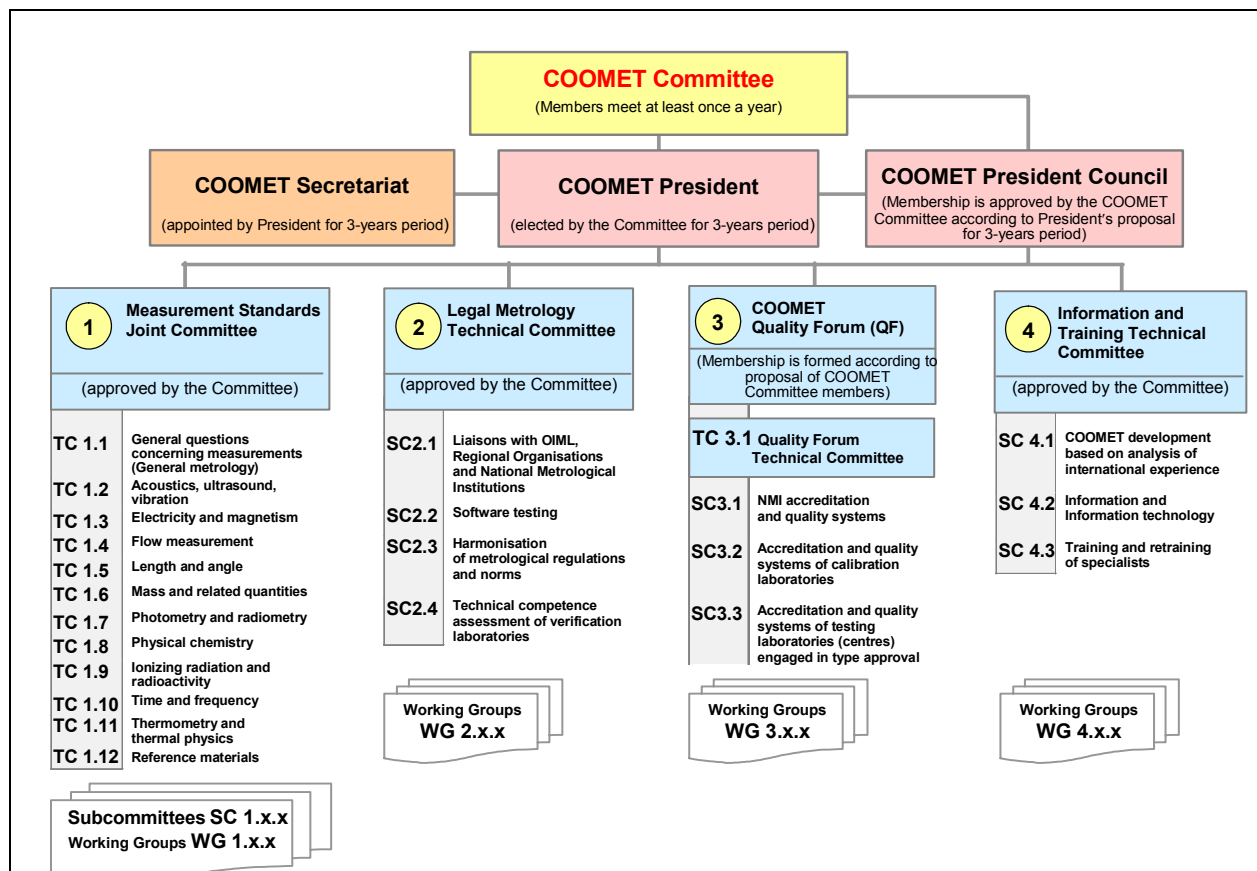 COOMET Committee
(Members meet at least once a year)
COOMET Secretariat
(appointed by President for 3-years period)
COOMET President
(elected by the Committee for 3-years period)
COOMET President Council
(Membership is approved by the COOMET
Committee according to President's proposal
for 3-years period)
1
Measurement Standards
Joint Committee
(approved by the Committee)
TC 1.1 General questions
concerning measurements
(General metrology)
TC 1.2 Acoustics, ultrasound,
vibration
TC 1.3 Electricity and magnetism
TC 1.4 Flow measurement
TC 1.5 Length and angle
TC 1.6 Mass and related quantities
TC 1.7 Photometry and radiometry
TC 1.8 Physical chemistry
TC 1.9 Ionizing radiation and
radioactivity
TC 1.10 Time and frequency
TC 1.11 Thermometry and
thermal physics
TC 1.12 Reference materials
Subcommittees SC 1.x.x
Working Groups WG 1.x.x
2
Legal Metrology
Technical Committee
(approved by the Committee)
SC2.1 Liaisons with OIML,
Regional Organisations
and National Metrological
Institutions
SC2.2 Software testing
SC2.3 Harmonisation
of metrological regulations
and norms
SC2.4 Technical competence
assessment of verification
laboratories
Working Groups
WG 2.x.x
3
COOMET
Quality Forum (QF)
(Membership is formed according to
proposal of COOMET
Committee members)
TC 3.1 Quality Forum
Technical Committee
SC3.1 NMI accreditation
and quality systems
SC3.2 Accreditation and quality
systems of calibration
laboratories
SC3.3 Accreditation and quality
systems of testing
laboratories (centres)
engaged in type approval
Working Groups
WG 3.x.x
4
Information and
Training Technical
Committee
(approved by the Committee)
SC 4.1 COOMET development
based on analysis of
international experience
SC 4.2 Information and
Information technology
SC 4.3 Training and retraining
of specialists
Working Groups
WG 4.x.x